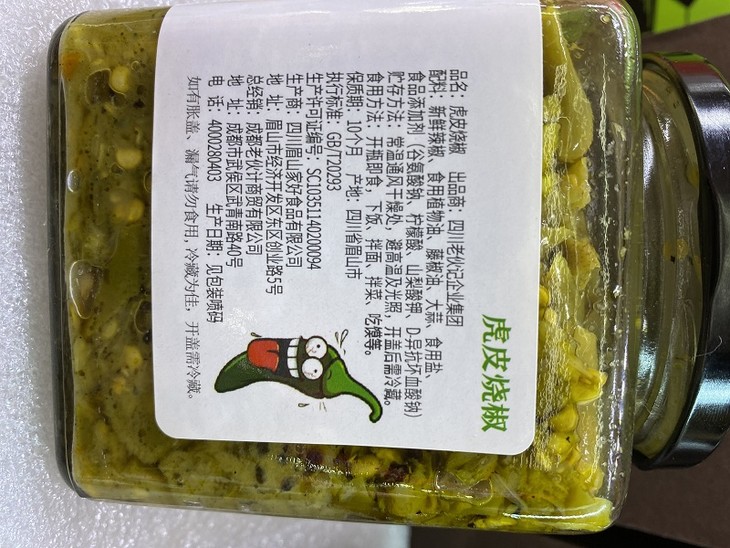 虎皮烧椒
品名：虎皮烧椒 出品商：四川老伙记企业集团
配料：新鲜辣椒、食用植物油、藤椒油、大蒜、食用盐、
食品添加剂（谷氨酸钠、柠檬酸、山梨酸钾、D-异抗坏血酸钠）
贮存方法：常温通风干燥处，避高温及光照，开盖后需冷藏。
食用方法：开瓶即食，下饭、拌面、拌菜、吃馍等。
保质期：10个月 产地：四川省眉山市
执行标准：GB/T20293
生产许可证编号：SC10351140200094
生产商：四川眉山家好食品有限公司
地 址：眉山市经济开发区东区创业路5号
总经销：成都老伙计商贸有限公司
地 址：成都市武侯区武青南路40号
电 话：4000280403 生产日期：见包装喷码
如有胀盖、漏气请勿食用，冷藏为佳，开盖需冷藏。